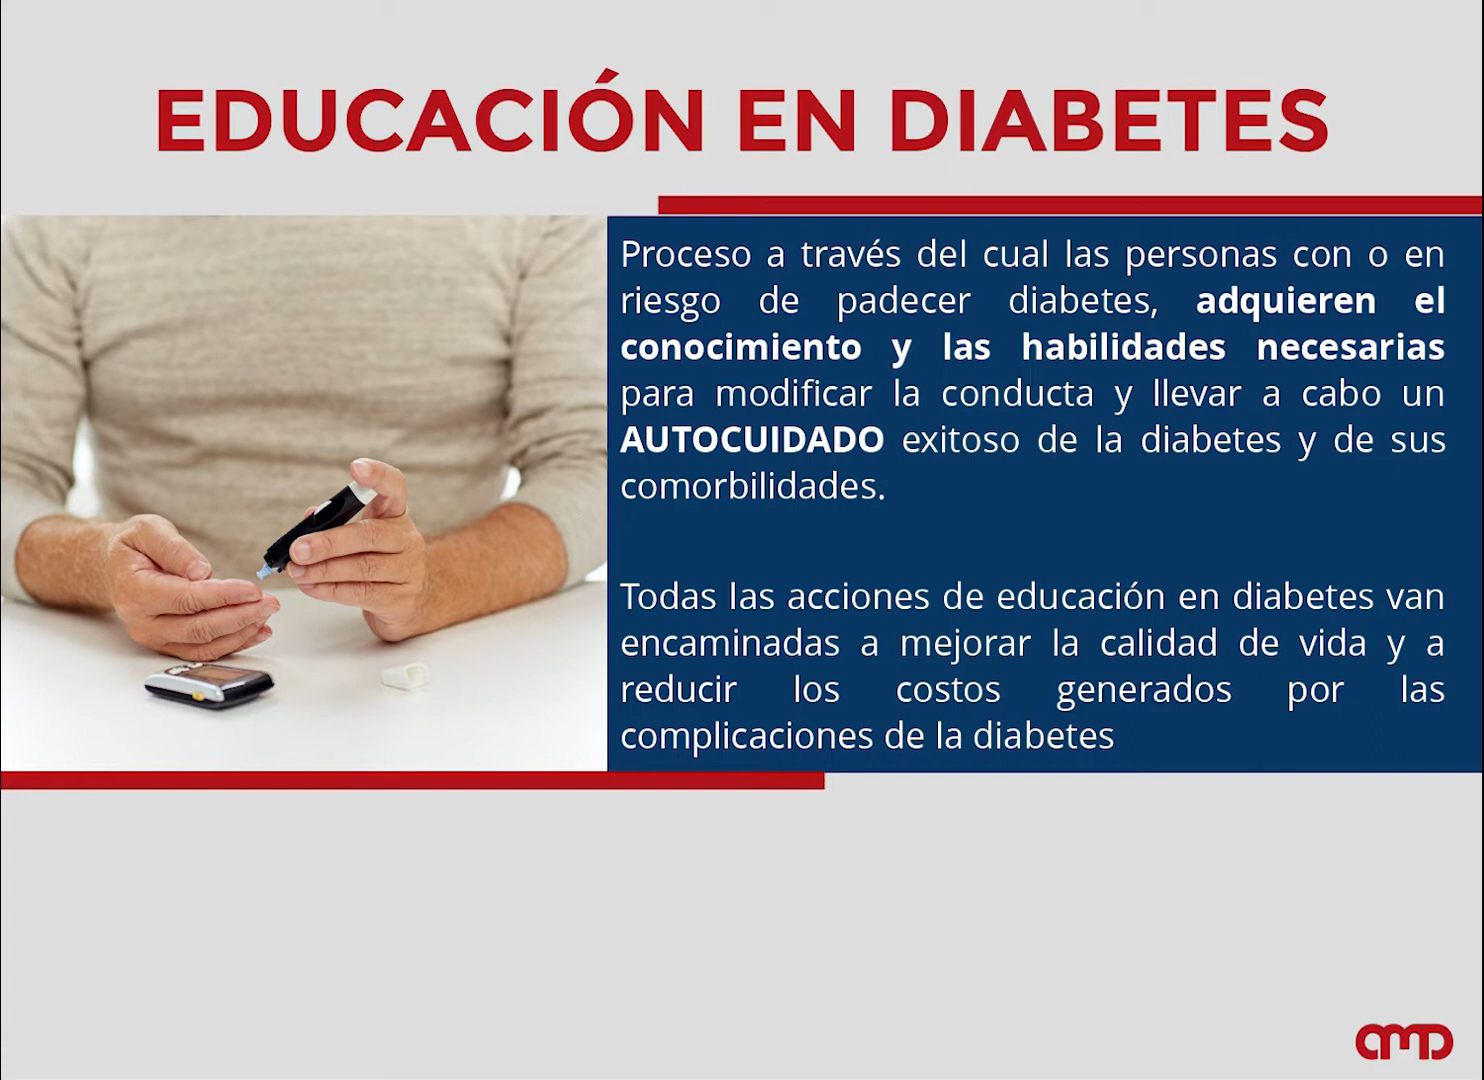 EDUCACIÓN EN DIABETES
Proceso a través del cual las personas con o en
riesgo de padecer diabetes, adquieren el
conocimiento y las habilidades necesarias
para modificar la conducta y llevar a cabo un
AUTOCUIDADO exitoso de la diabetes y de sus
comorbilidades.
Todas las acciones de educación en diabetes van
encaminadas a mejorar la calidad de vida y a
reducir los costos generados por las
complicaciones de la diabetes
amd